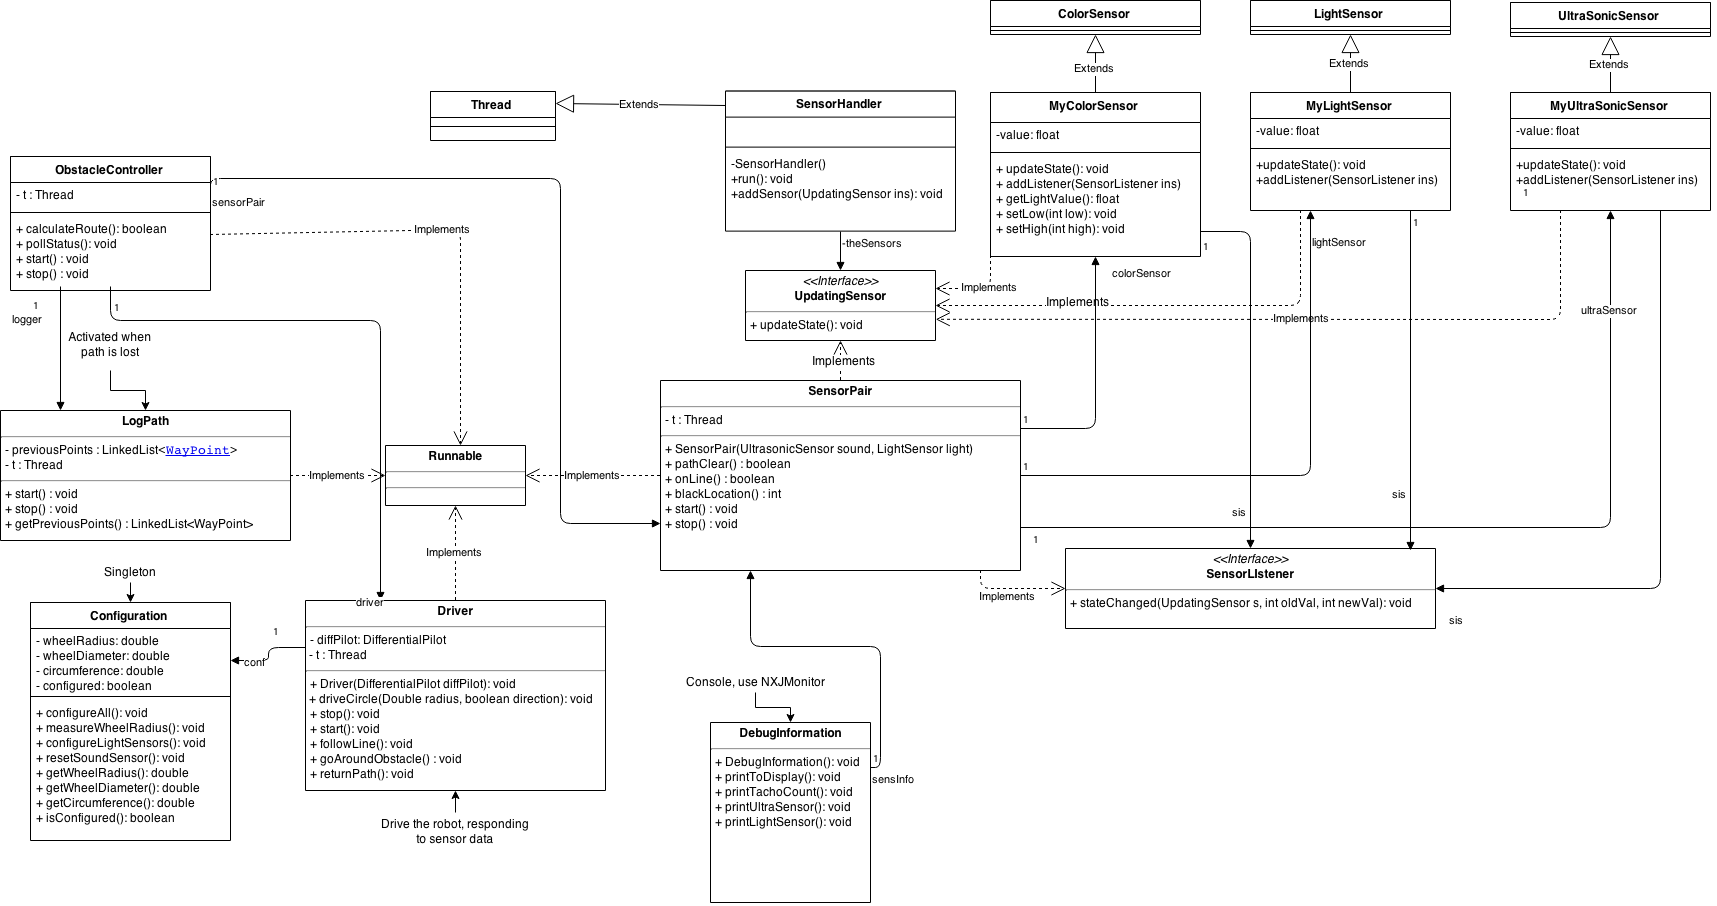 ColorSensor
LightSensor
UltraSonicSensor
Extends
Extends
Extends
Thread
Extends
SensorHandler
-SensorHandler()
+run(): void
+addSensor(UpdatingSensor ins): void
-theSensors
MyColorSensor
-value: float
+ updateState(): void
+ addListener(SensorListener ins)
+ getLightValue(): float
+ setLow(int low): void
+ setHigh(int high): void
1
colorSensor
MyLightSensor
-value: float
+updateState(): void
+addListener(SensorListener ins)
1
lightSensor
MyUltraSonicSensor
-value: float
+updateState(): void
+addListener(SensorListener ins)
1
ultraSensor
ObstacleController
- t : Thread
+ calculateRoute(): boolean
+ pollStatus(): void
+ start() : void
+ stop() : void
1
sensorPair
Implements
1
logger
1
Activated when
path is lost
<<Interface>>
UpdatingSensor
+ updateState(): void
Implements
Implements
Implements
Implements
LogPath
- previousPoints : LinkedList<WayPoint>
- t : Thread
+ start() : void
+ stop() : void
+ getPreviousPoints() : LinkedList<WayPoint>
Implements
Runnable
Implements
Implements
SensorPair
- t : Thread
+ SensorPair(UltrasonicSensor sound, LightSensor light)
+ pathClear() : boolean
+ onLine() : boolean
+ blackLocation() : int
+ start() : void
+ stop() : void
1
1
1
sis
sis
sis
Implements
<<Interface>>
SensorLIstener
+ stateChanged(UpdatingSensor s, int oldVal, int newVal): void
Singleton
Configuration
- wheelRadius: double
- wheelDiameter: double
- circumference: double
- configured: boolean
+ configureAll(): void
+ measureWheelRadius(): void
+ configureLightSensors(): void
+ resetSoundSensor(): void
+ getWheelRadius(): double
+ getWheelDiameter(): double
+ getCircumference(): double
+ isConfigured(): boolean
1
conf
driver
Driver
- diffPilot: DifferentialPilot
- t : Thread
+ Driver(DifferentialPilot diffPilot): void
+ driveCircle(Double radius, boolean direction): void
+ stop(): void
+ start(): void
+ followLine(): void
+ goAroundObstacle() : void
+ returnPath(): void
Drive the robot, responding
to sensor data
Console, use NXJMonitor
DebugInformation
+ DebugInformation(): void
+ printToDisplay(): void
+ printTachoCount(): void
+ printUltraSensor(): void
+ printLightSensor(): void
1
sensInfo